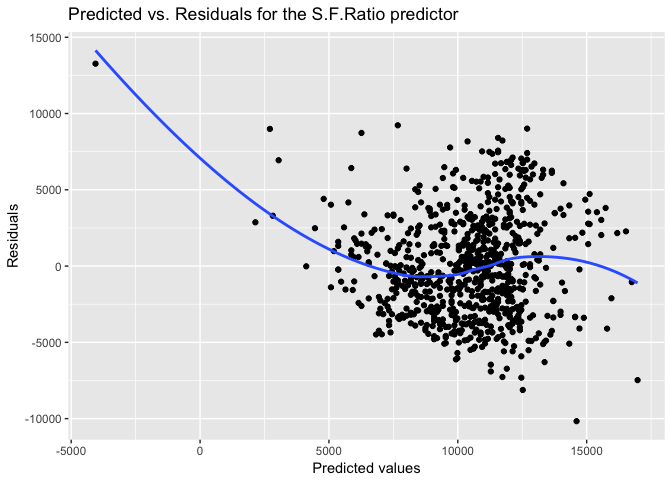 Predicted vs. Residuals for the S.F.Ratio predictor
15000
10000
5000
0
-5000
-10000
Residuals
-5000 0 5000 10000 15000
Predicted values